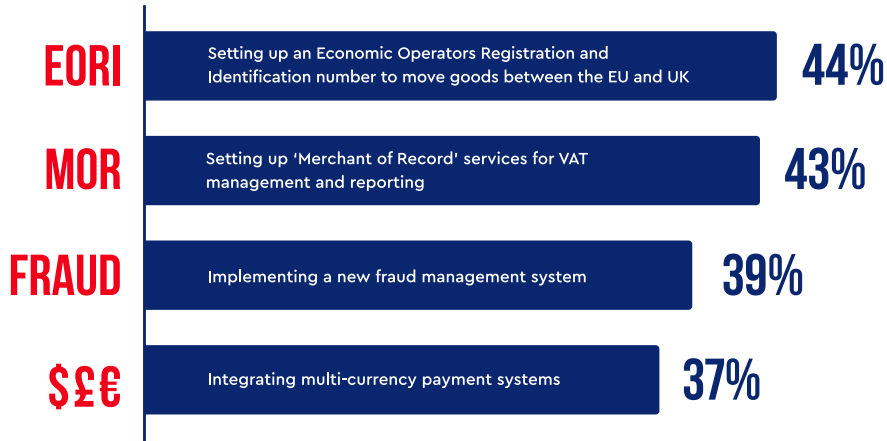 EORI
Setting up an Economic Operators Registration and
Identification number to move goods between the EU and UK
44%
MOR
Setting up ‘Merchant of Record’ services for VAT
management and reporting
43%
FRAUD
Implementing a new fraud management system
39%
$£€
Integrating multi-currency payment systems
37%